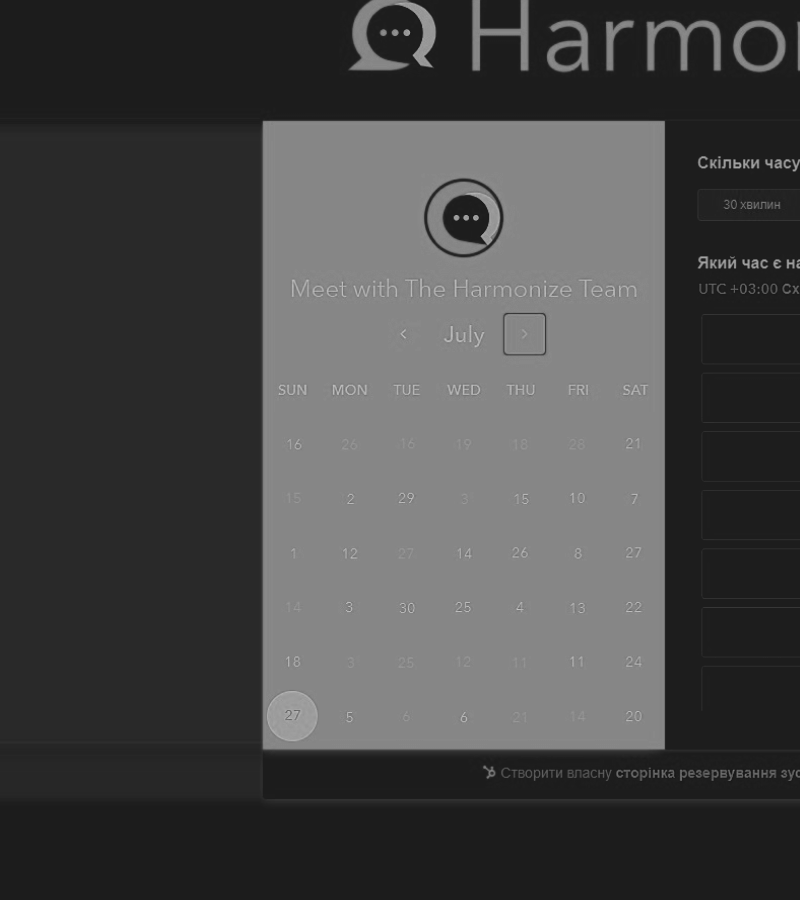 Harmo
Meet with The Harmonize Team
July
SUN MON TUE WED THU FRI SAT
16 26 16 19 18 28 21
15 2 29 3 15 10 7
1 12 27 14 26 8 27
14 3 30 25 4 13 22
18 3 25 12 11 11 24
27 5 6 6 21 14 20
Скільки часу
30 хвилин
Який час є на
UTC +03:00 Сх
Створити власну сторінка резервування зус